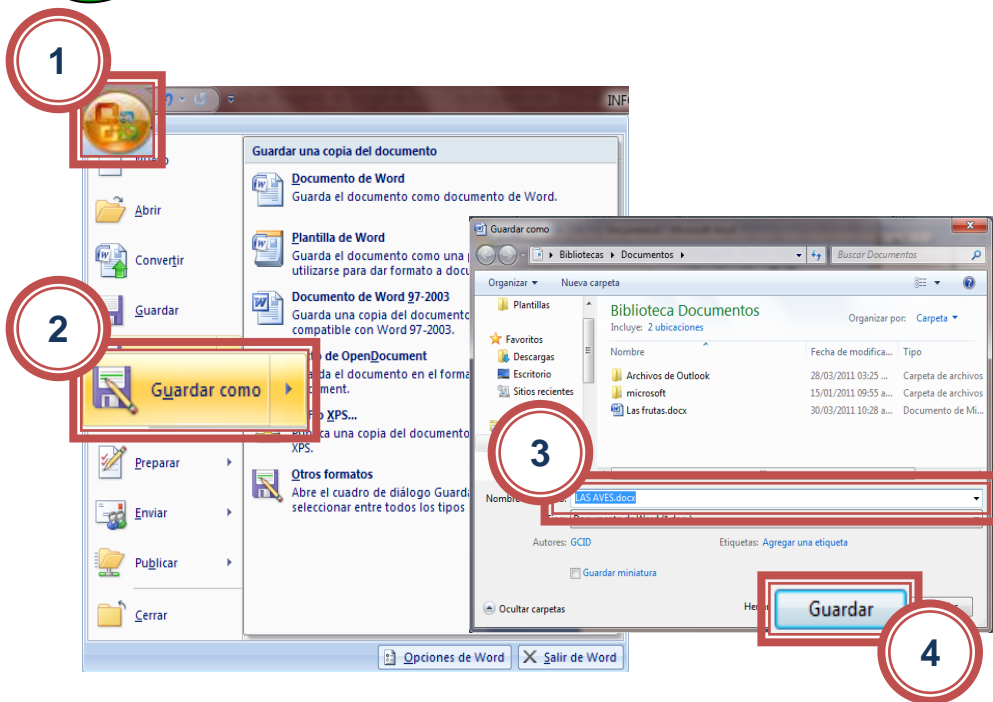 1
INF
Nuevo
Abrir
Convertir
Guardar
2
Guardar como
Preparar
Enviar
Publicar
Cerrar
Guardar una copia del documento
Documento de Word
Guarda el documento como documento de Word.
Plantilla de Word
Guarda el documento como una
utilizarse para dar formato a docu
Documento de Word 97-2003
Guarda una copia del documento
compatible con Word 97-2003.
de OpenDocument
da el documento en el forma
ment.
XPS...
una copia del documento
XPS.
Otros formatos
Abre el cuadro de diálogo Guarda
seleccionar entre todos los tipos
Opciones de Word
Salir de Word
Guardar como
Bibliotecas Documentos
Buscar Documentos
Organizar
Nueva carpeta
Plantillas
Favoritos
Descargas
Escritorio
Sitios recientes
Biblioteca Documentos
Incluye: 2 ubicaciones
Organizar por: Carpeta
Nombre Fecha de modifica... Tipo
Archivos de Outlook 28/03/2011 03:25 ... Carpeta de archivos
microsoft 15/01/2011 09:55 a... Carpeta de archivos
Las frutas.docx 30/03/2011 10:28 a... Documento de Mi...
3
LAS AVES.docx
Autores: GCID
Etiquetas: Agregar una etiqueta
Guardar miniatura
Ocultar carpetas
Guardar
4